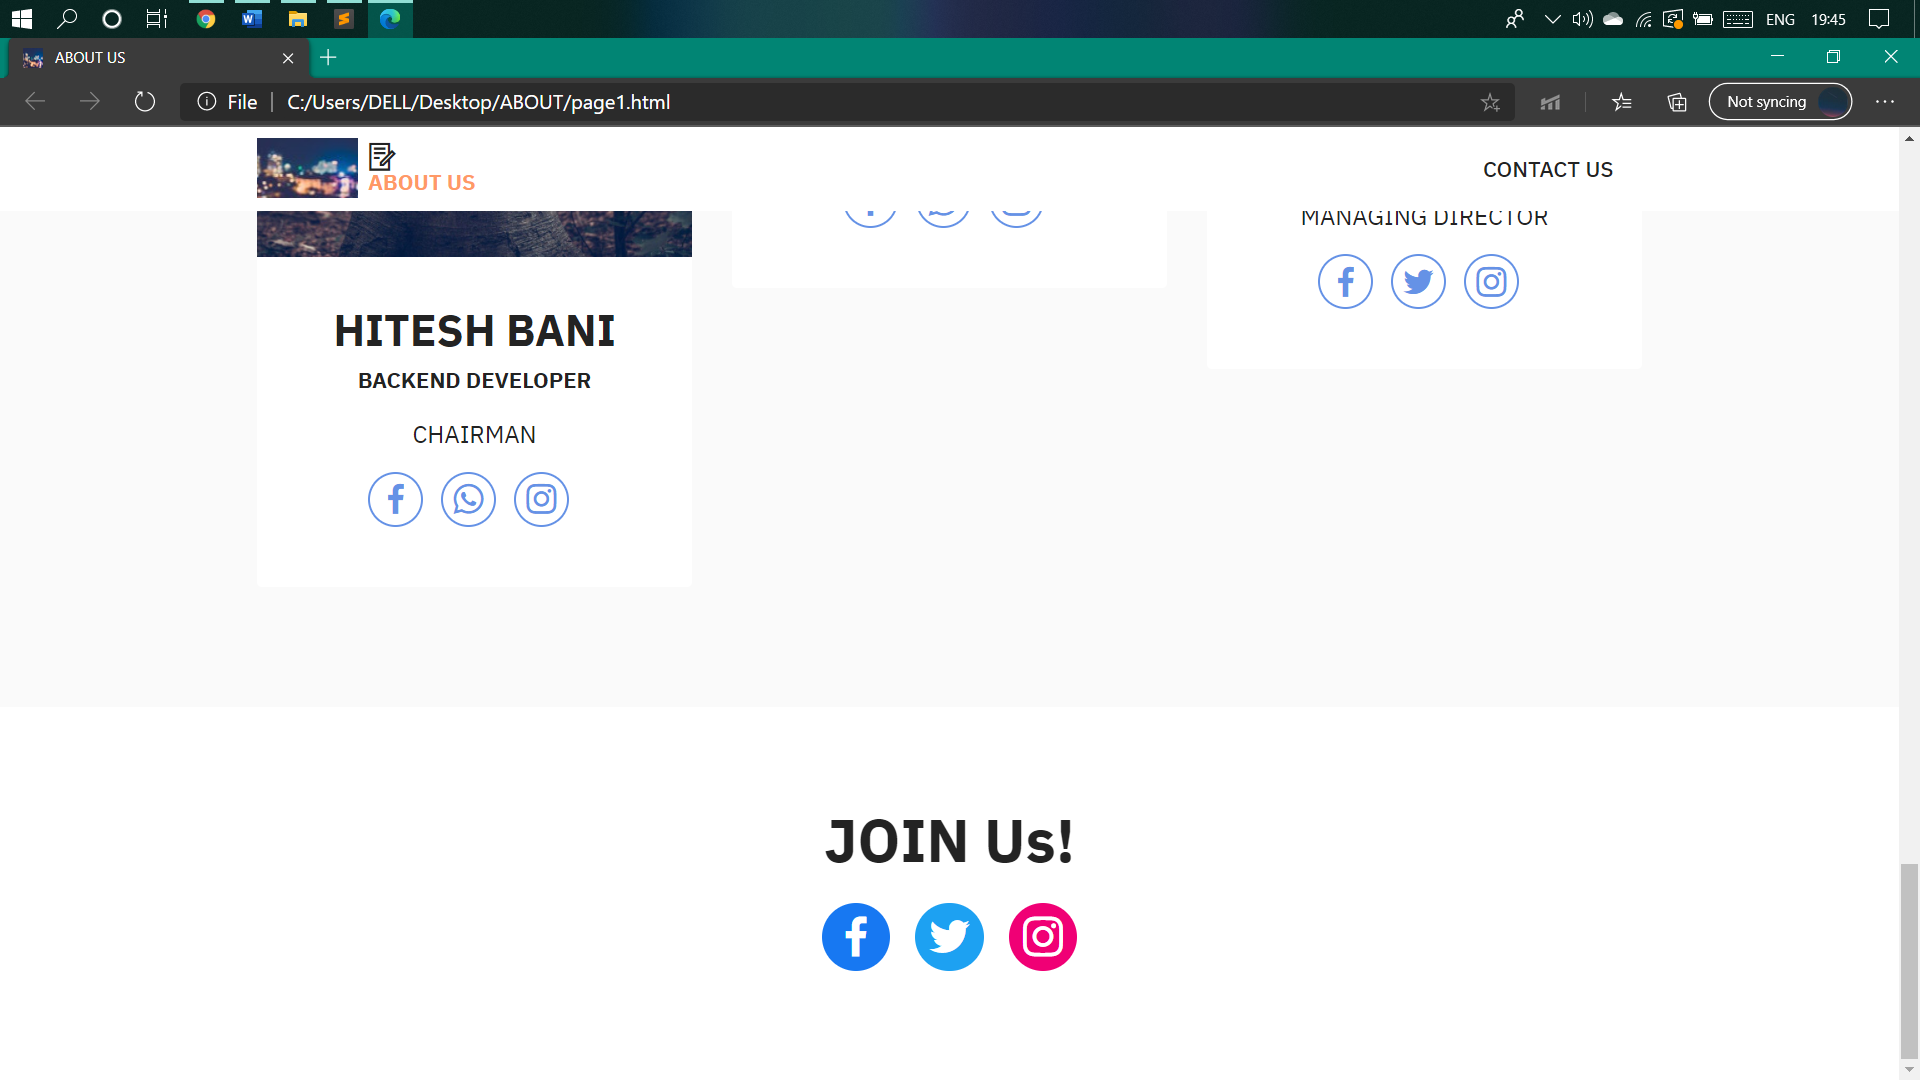 ENG
19:45
ABOUT US
File
C:/Users/DELL/Desktop/ABOUT/page1.html
Not syncing
ABOUT US
CONTACT US
MANAGING DIRECTOR
HITESH BANI
BACKEND DEVELOPER
CHAIRMAN
JOIN Us!